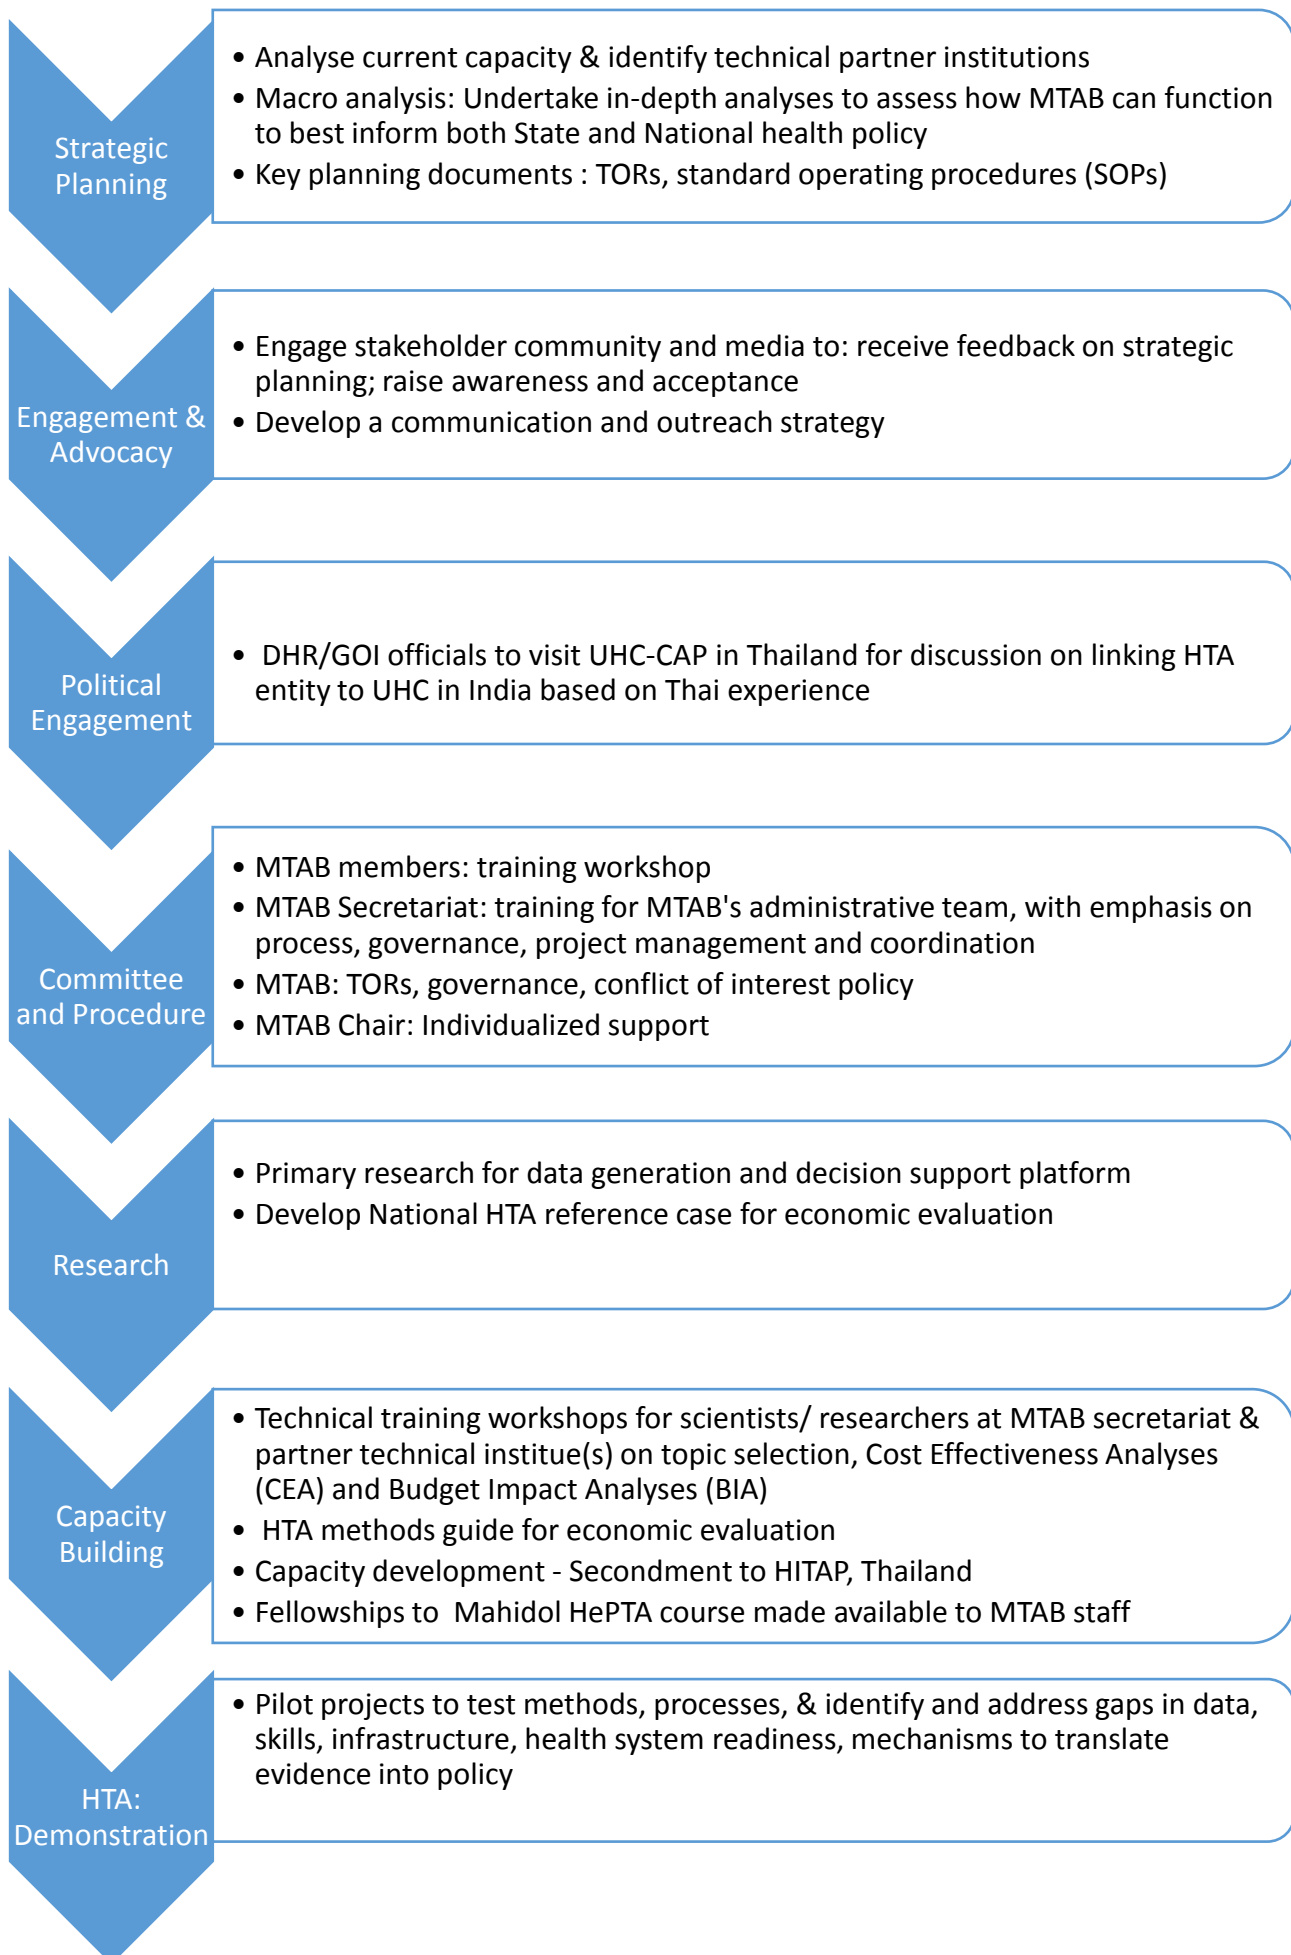 Strategic
Planning
• Analyse current capacity & identify technical partner institutions
• Macro analysis: Undertake in-depth analyses to assess how MTAB can function
to best inform both State and National health policy
• Key planning documents : TORs, standard operating procedures (SOPs)
Engagement &
Advocacy
• Engage stakeholder community and media to: receive feedback on strategic
planning; raise awareness and acceptance
• Develop a communication and outreach strategy
Political
Engagement
• DHR/GOI officials to visit UHC-CAP in Thailand for discussion on linking HTA
entity to UHC in India based on Thai experience
Committee
and Procedure
• MTAB members: training workshop
• MTAB Secretariat: training for MTAB's administrative team, with emphasis on
process, governance, project management and coordination
• MTAB: TORs, governance, conflict of interest policy
• MTAB Chair: Individualized support
Research
• Primary research for data generation and decision support platform
• Develop National HTA reference case for economic evaluation
Capacity
Building
• Technical training workshops for scientists/ researchers at MTAB secretariat &
partner technical institue(s) on topic selection, Cost Effectiveness Analyses
(CEA) and Budget Impact Analyses (BIA)
• HTA methods guide for economic evaluation
• Capacity development - Secondment to HITAP, Thailand
• Fellowships to Mahidol HePTA course made available to MTAB staff
HTA:
Demonstration
• Pilot projects to test methods, processes, & identify and address gaps in data,
skills, infrastructure, health system readiness, mechanisms to translate
evidence into policy